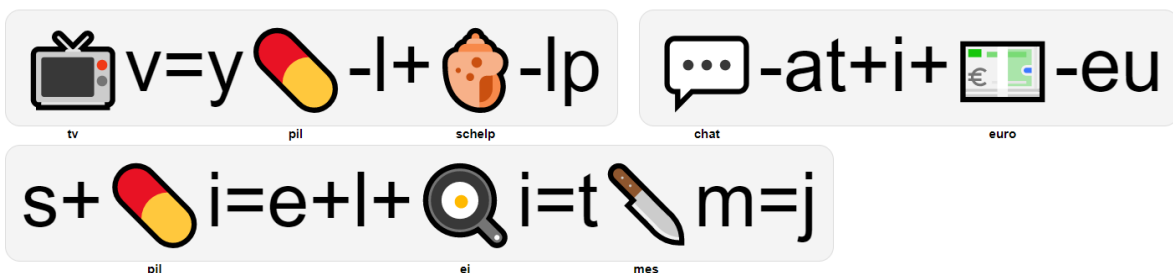 v=y -l+ -lp -at+i+ € -eu
tv pil schelp chat euro
s+ i=e+l+ i=t m=j
pil ei mes